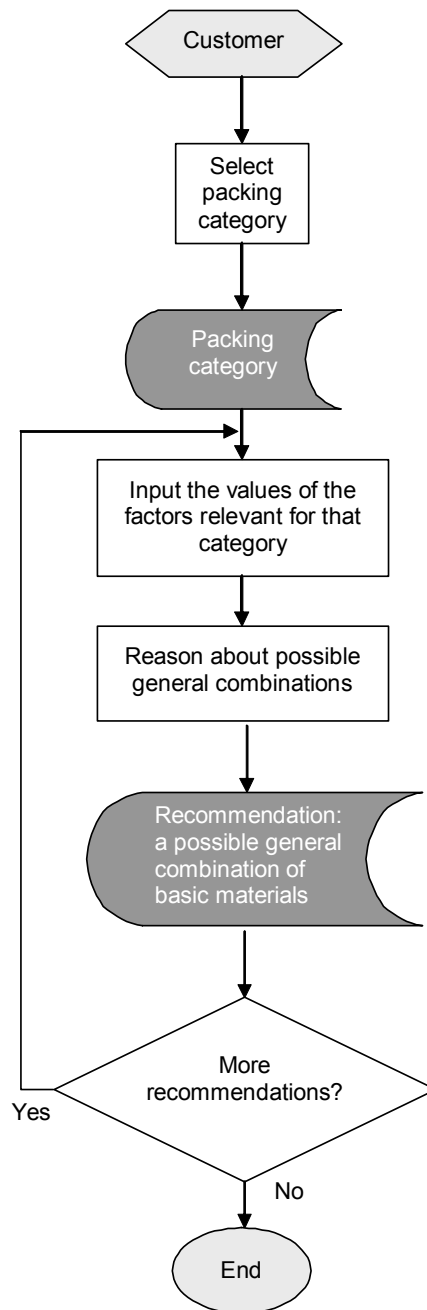 Customer
Select
packing
category
Packing
category
Input the values of the
factors relevant for that
category
Reason about possible
general combinations
Recommendation:
a possible general
combination of
basic materials
More
recommendations?
Yes
No
End